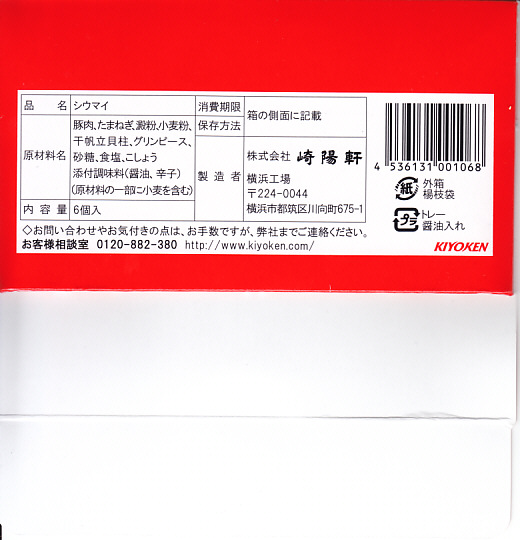 品名 シウマイ
原材料名 豚肉、たまねぎ、澱粉、小麦粉、
干帆立貝柱、グリンピース、
砂糖、食塩、こしょう
添付調味料(醤油、辛子)
(原材料の一部に小麦を含む)
内容量 6個入
消費期限
保存方法
箱の側面に記載
製造者
株式会社 崎陽軒
横浜工場
〒224-0044
横浜市都筑区川向町675-1
◇お問い合わせやお気付きの点は、お手数ですが、弊社までご連絡ください。
お客様相談室 0120-882-380 http://www.kiyoken.com/
4 536131 001068
紙 外箱
楊枝袋
プラ トレー
醤油入れ
KIYOKEN